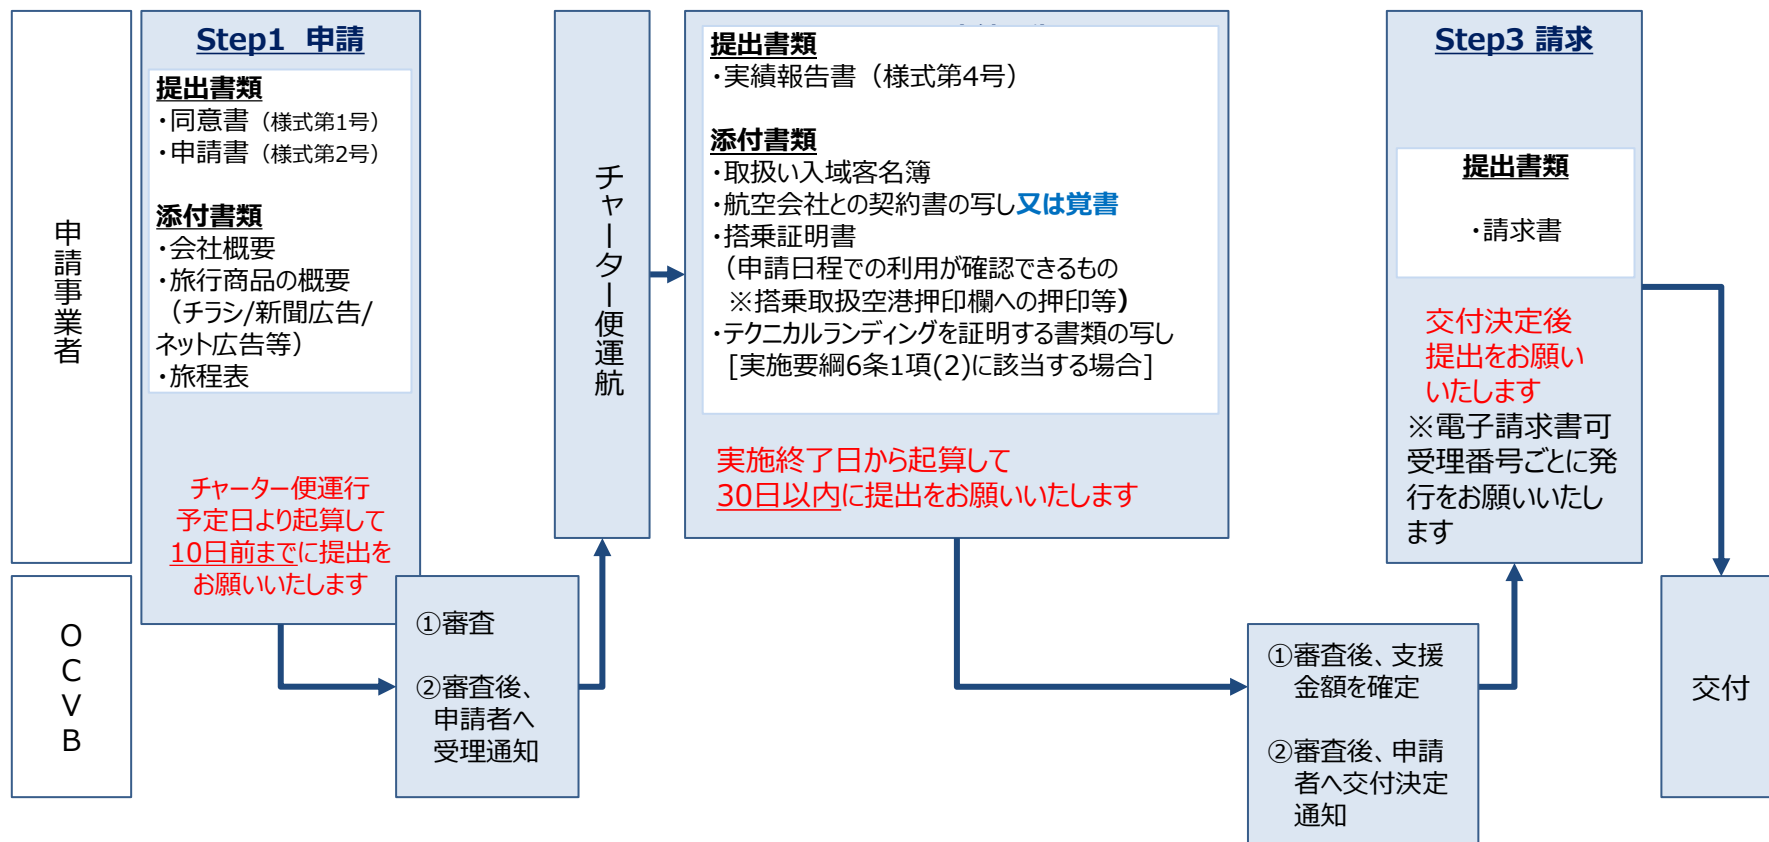 申請事業者
Step1 申請
提出書類
・同意書（様式第1号）
・申請書（様式第2号）
添付書類
・会社概要
・旅行商品の概要
（チラシ/新聞広告/
ネット広告等）
・旅程表
チャーター便運行
予定日より起算して
10日前までに提出を
お願いいたします
チャーター便運航
提出書類
・実績報告書（様式第4号）
添付書類
・取扱い入域客名簿
・航空会社との契約書の写し又は覚書
・搭乗証明書
（申請日程での利用が確認できるもの
※搭乗取扱空港押印欄への押印等）
・テクニカルランディングを証明する書類の写し
[実施要綱6条1項(2)に該当する場合]
実施終了日から起算して
30日以内に提出をお願いいたします
Step3 請求
提出書類
・請求書
交付決定後
提出をお願い
いたします
※電子請求書可
受理番号ごとに発
行をお願いいたし
ます
OCVB
①審査
②審査後、
申請者へ
受理通知
①審査後、支援
金額を確定
②審査後、申請
者へ交付決定
通知
交付